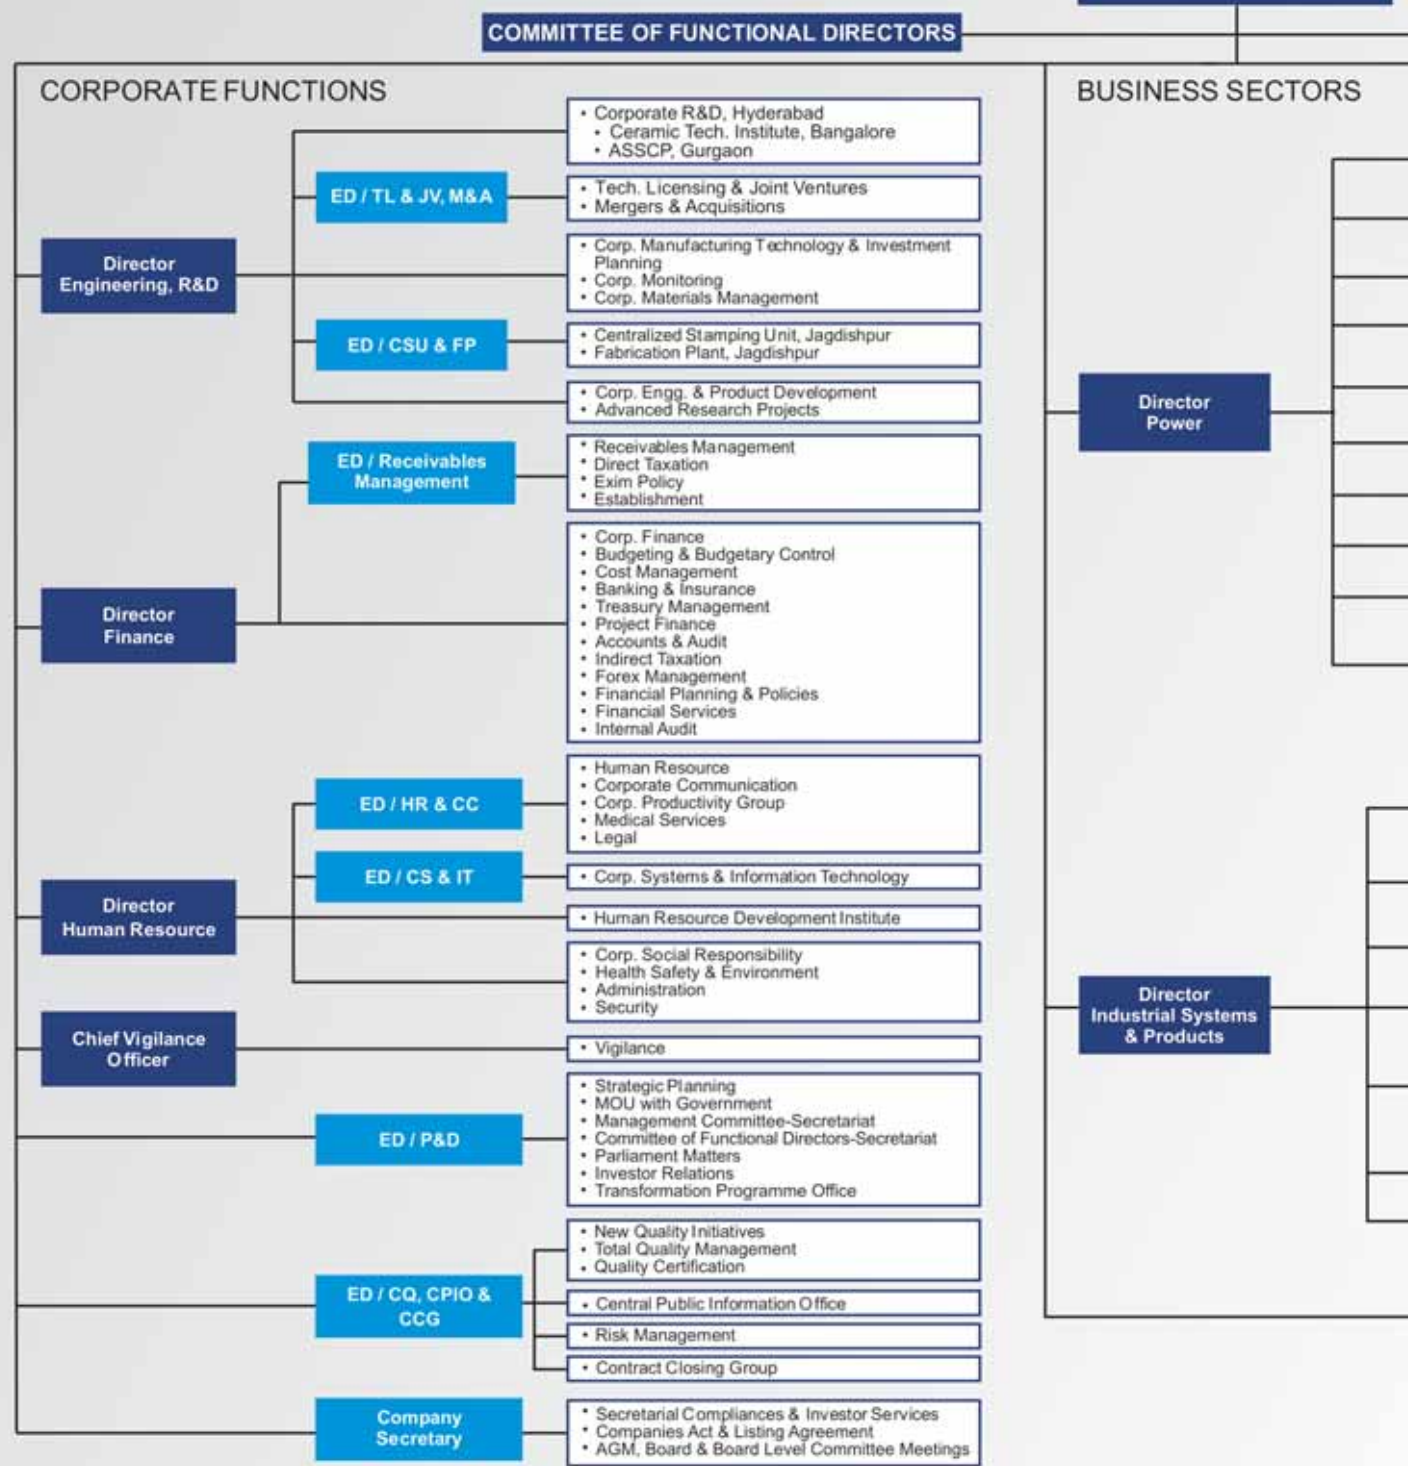 COMMITTEE OF FUNCTIONAL DIRECTORS
CORPORATE FUNCTIONS
Director
Engineering, R&D
• Corporate R&D, Hyderabad
• Ceramic Tech. Institute, Bangalore
• ASSCP, Gurgaon
ED / TL & JV, M&A
• Tech. Licensing & Joint Ventures
• Mergers & Acquisitions
• Corp. Manufacturing Technology & Investment
Planning
• Corp. Monitoring
• Corp. Materials Management
ED / CSU & FP
• Centralized Stamping Unit, Jagdishpur
• Fabrication Plant, Jagdishpur
• Corp. Engg. & Product Development
• Advanced Research Projects
Director
Finance
ED / Receivables
Management
• Receivables Management
• Direct Taxation
• Exim Policy
• Establishment
• Corp. Finance
• Budgeting & Budgetary Control
• Cost Management
• Banking & Insurance
• Treasury Management
• Project Finance
• Accounts & Audit
• Indirect Taxation
• Forex Management
• Financial Planning & Policies
• Financial Services
• Internal Audit
Director
Human Resource
ED / HR & CC
• Human Resource
• Corporate Communication
• Corp. Productivity Group
• Medical Services
• Legal
ED / CS & IT
• Corp. Systems & Information Technology
• Human Resource Development Institute
• Corp. Social Responsibility
• Health Safety & Environment
• Administration
• Security
Chief Vigilance
Officer
• Vigilance
ED / P&D
• Strategic Planning
• MOU with Government
• Management Committee-Secretariat
• Committee of Functional Directors-Secretariat
• Parliament Matters
• Investor Relations
• Transformation Programme Office
ED / CQ, CPIO &
CCG
• New Quality Initiatives
• Total Quality Management
• Quality Certification
• Central Public Information Office
• Risk Management
• Contract Closing Group
Company
Secretary
• Secretarial Compliances & Investor Services
• Companies Act & Listing Agreement
• AGM, Board & Board Level Committee Meetings
BUSINESS SECTORS
Director
Power
Director
Industrial Systems
& Products